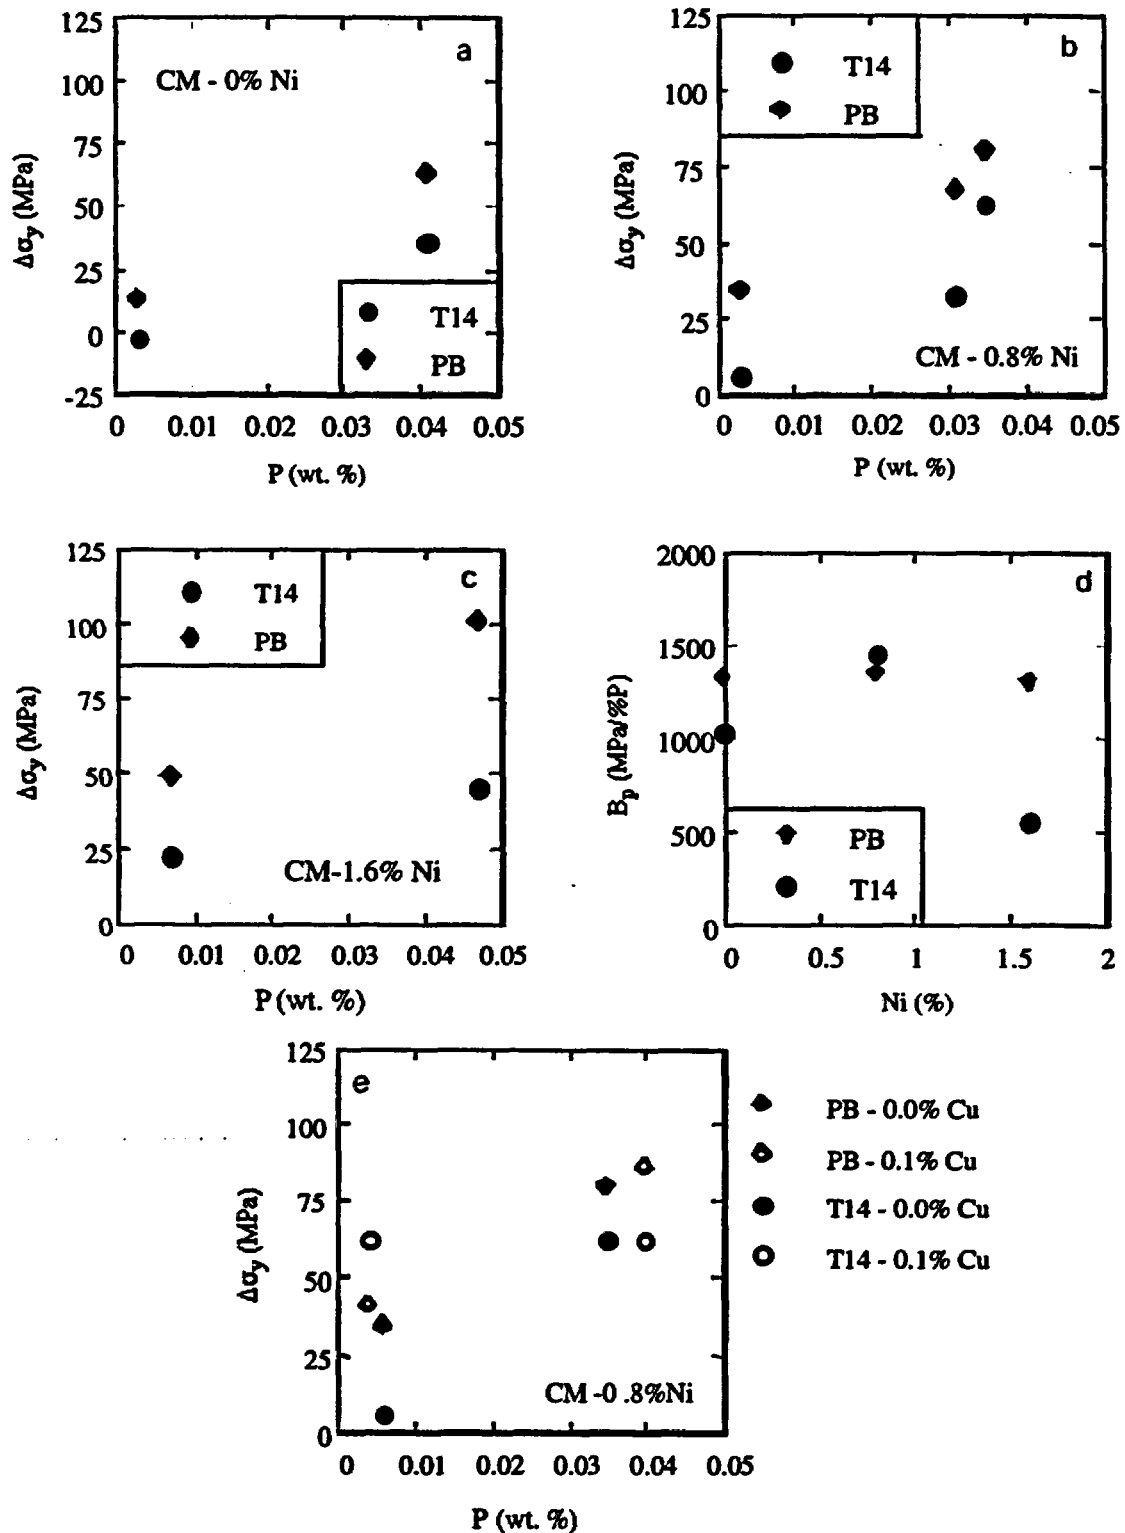 a
CM - 0% Ni
125
100
75
50
25
0
-25
Δσy (MPa)
T14
PB
0 0.01 0.02 0.03 0.04 0.05
P (wt. %)
b
T14
PB
125
100
75
50
25
0
Δσy (MPa)
CM - 0.8% Ni
0 0.01 0.02 0.03 0.04 0.05
P (wt. %)
c
T14
PB
125
100
75
50
25
0
Δσy (MPa)
CM-1.6% Ni
0 0.01 0.02 0.03 0.04 0.05
P (wt. %)
d
2000
1500
1000
500
0
Bp (MPa/%P)
PB
T14
0 0.5 1 1.5 2
Ni (%)
e
125
100
75
50
25
0
Δσy (MPa)
CM -0 .8%Ni
0 0.01 0.02 0.03 0.04 0.05
P (wt. %)
PB - 0.0% Cu
PB - 0.1% Cu
T14 - 0.0% Cu
T14 - 0.1% Cu